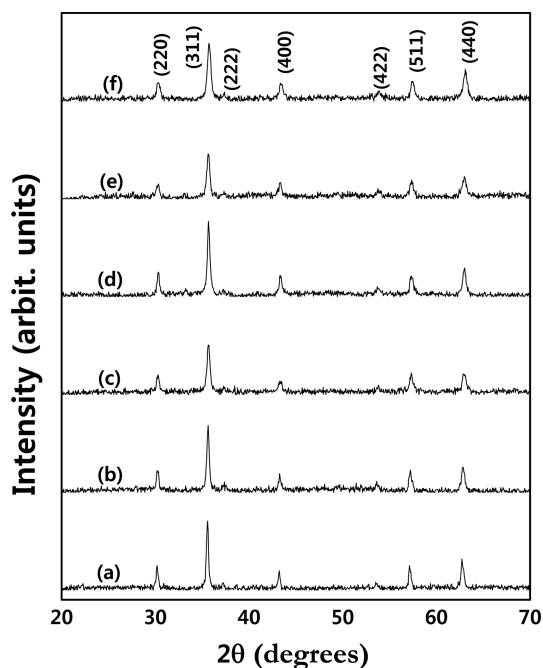 (220)
(311)
(222)
(400)
(422)
(511)
(440)
(f)
(e)
(d)
(c)
(b)
(a)
Intensity (arbit. units)
20 30 40 50 60 70
2θ (degrees)